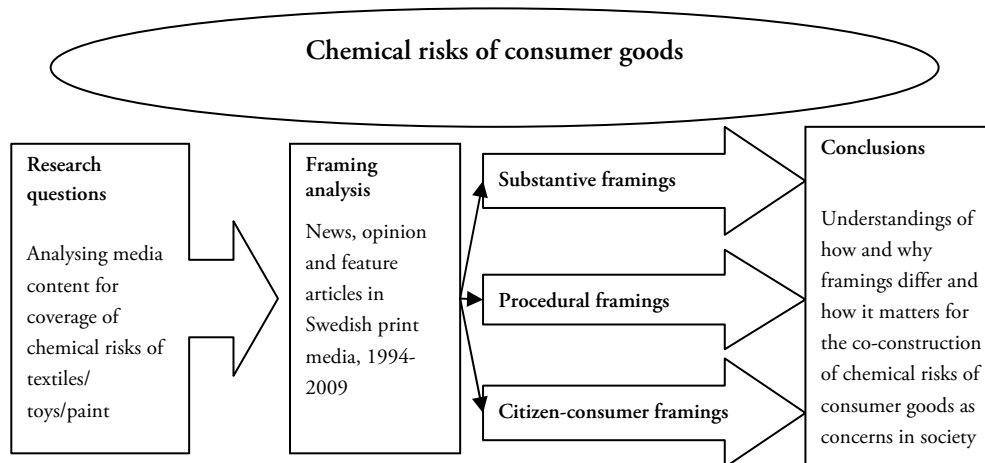 Chemical risks of consumer goods
Research
questions
Analysing media
content for
coverage of
chemical risks of
textiles/
toys/paint
Framing
analysis
News, opinion
and feature
articles in
Swedish print
media, 1994-
2009
Substantive framings
Procedural framings
Citizen-consumer framings
Conclusions
Understandings of
how and why
framings differ and
how it matters for
the co-construction
of chemical risks of
consumer goods as
concerns in society